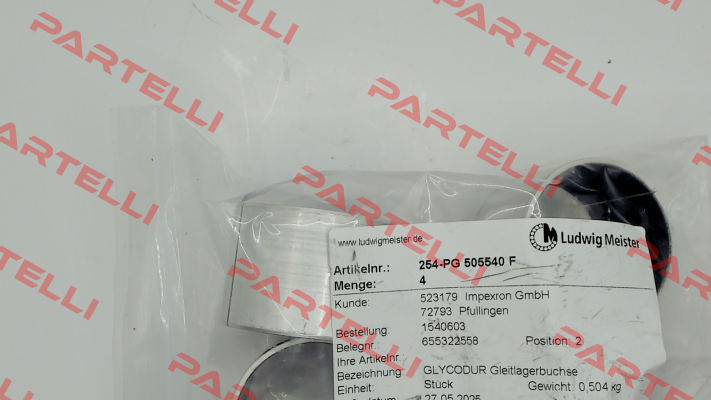 www.ludwigmeister.de
Ludwig Meister
Artikelnr.: 254-PG 505540 F
Menge: 4
Kunde: 523179 Impexron GmbH
72793 Pfullingen
Bestellung: 1540603
Belegnr.: 655322558 Position: 2
Ihre Artikelnr.
Bezeichnung: GLYCODUR Gleitlagerbuchse
Einheit: Stück Gewicht: 0,504 kg
27.05.2025
PARTELLI
PARTELLI
PARTELLI
PARTELLI
PARTELLI
PARTELLI
PARTELLI
PARTELLI
PARTELLI